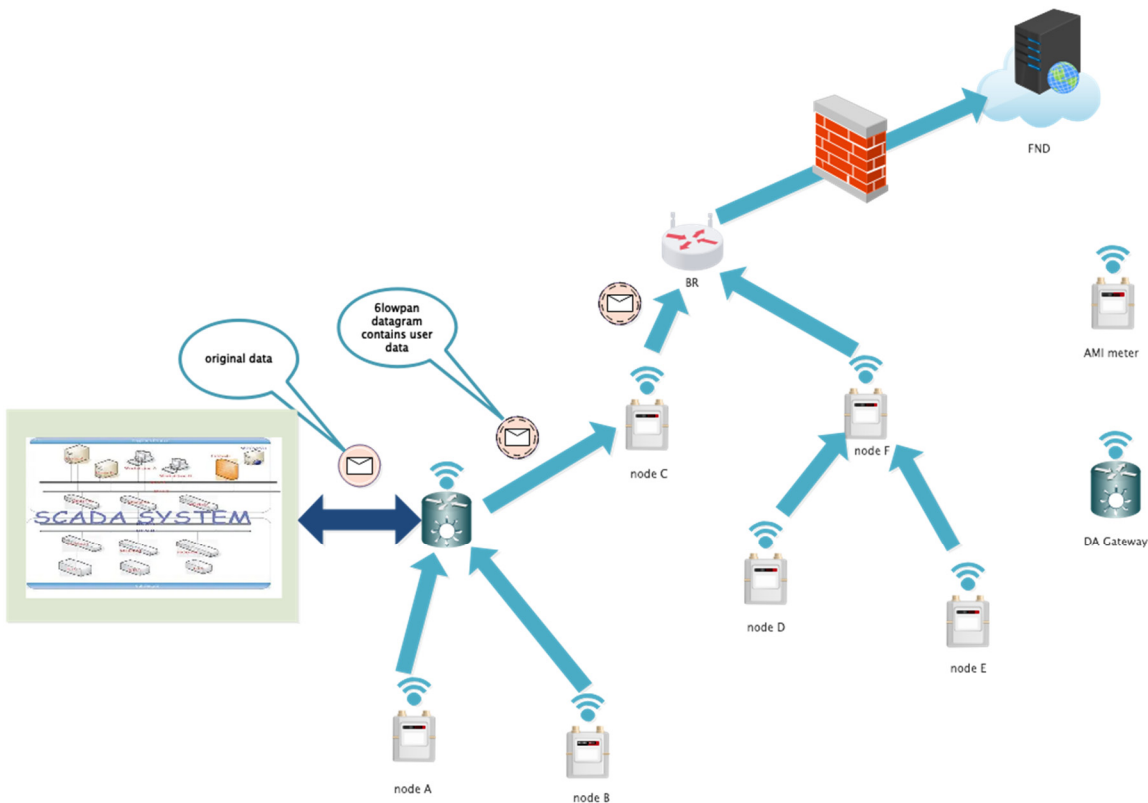 FND
BR
6lowpan
datagram
contains user
data
original data
AMI meter
node C
node F
SCADA SYSTEM
DA Gateway
node D
node E
node A
node B